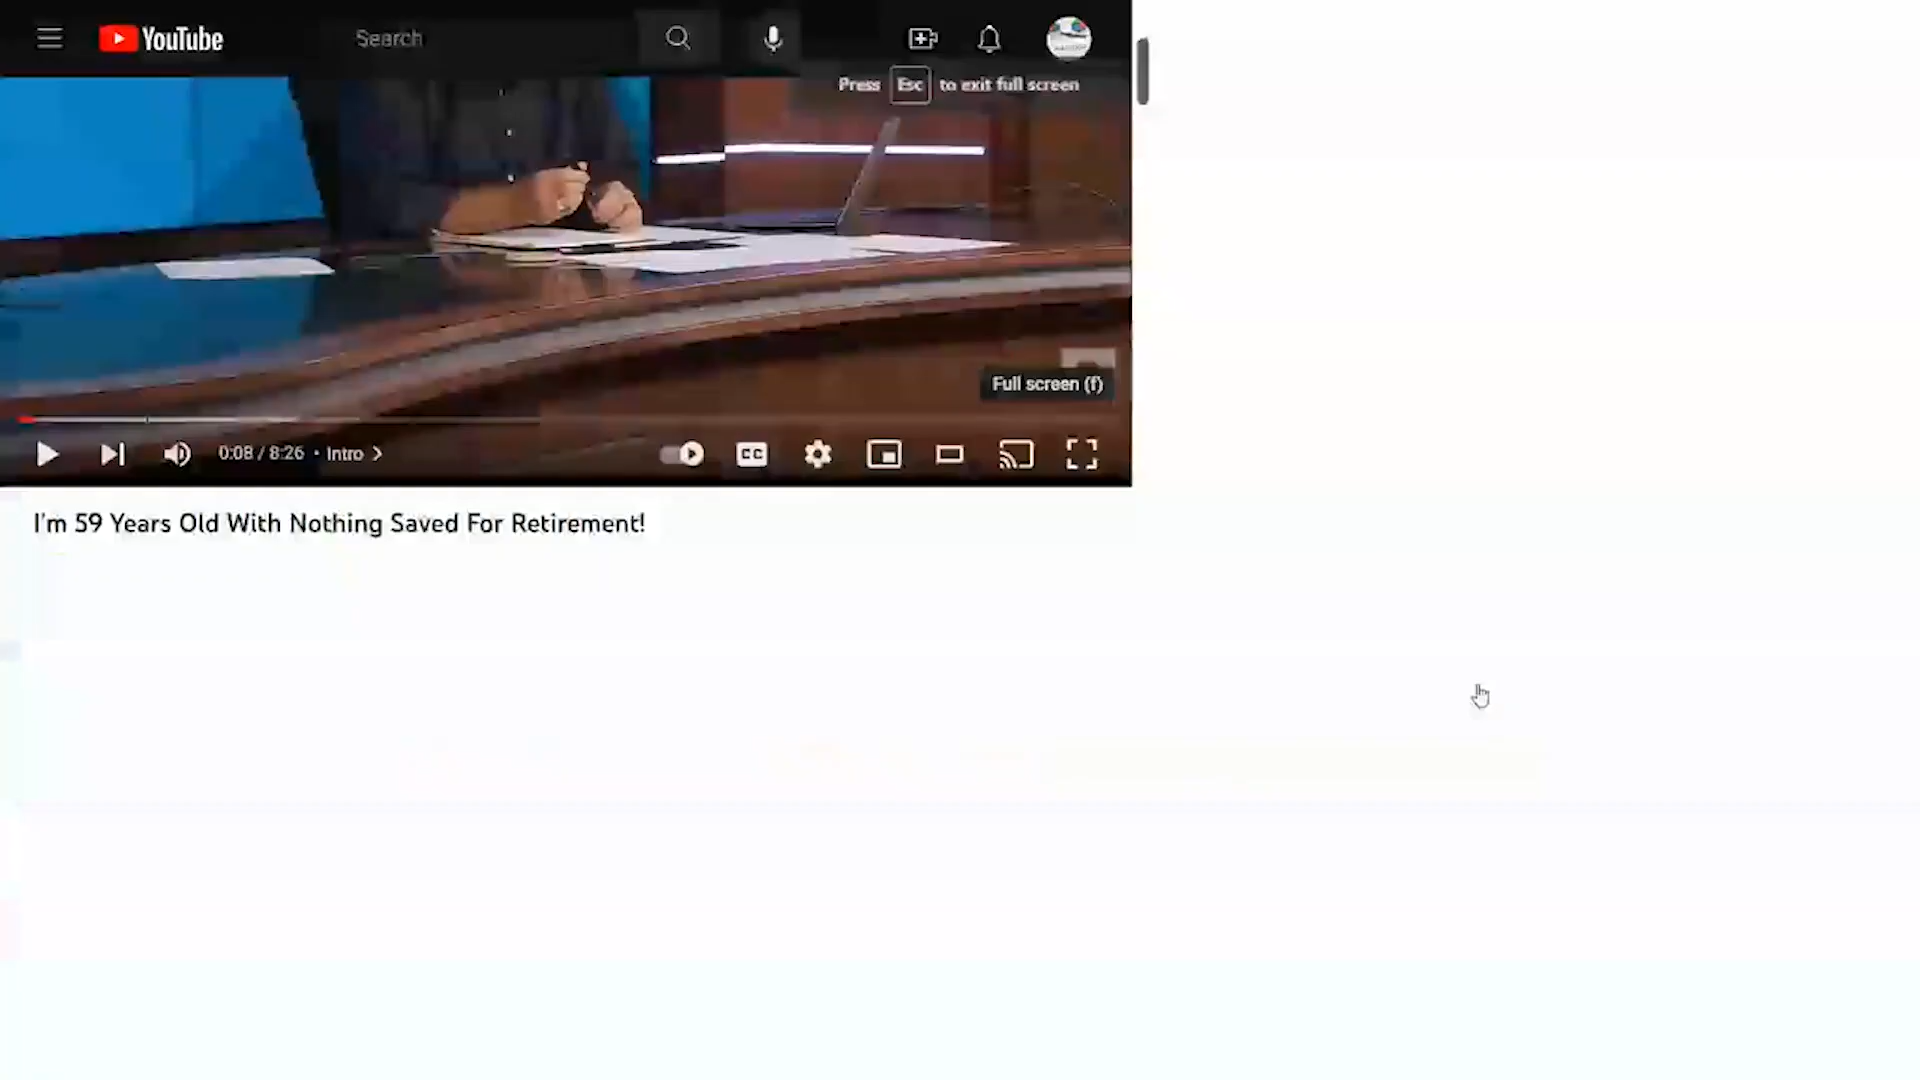 YouTube
Search
Press Esc to exit full screen
Full screen (f)
0:08 / 8:26 • Intro >
CC
I'm 59 Years Old With Nothing Saved For Retirement!